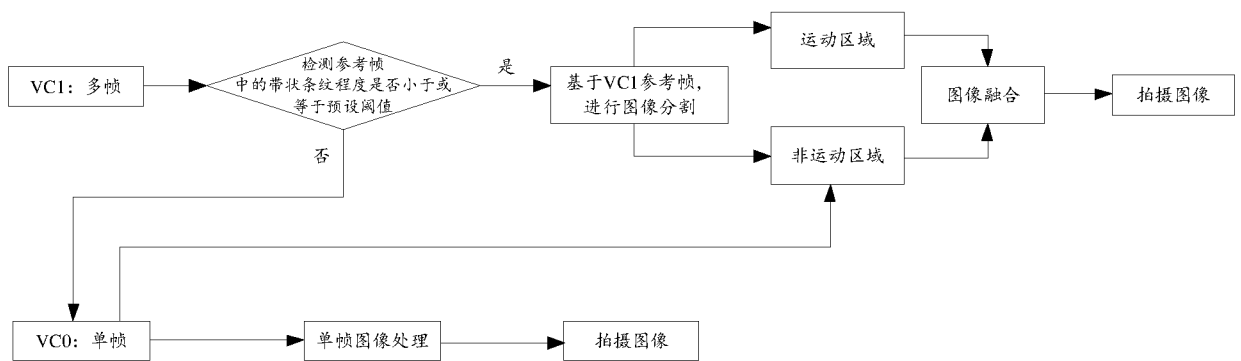 VC1：多帧
检测参考帧
中的带状条纹程度是否小于或
等于预设阈值
是
否
基于VC1参考帧，
进行图像分割
运动区域
非运动区域
图像融合
拍摄图像
VC0：单帧
单帧图像处理
拍摄图像